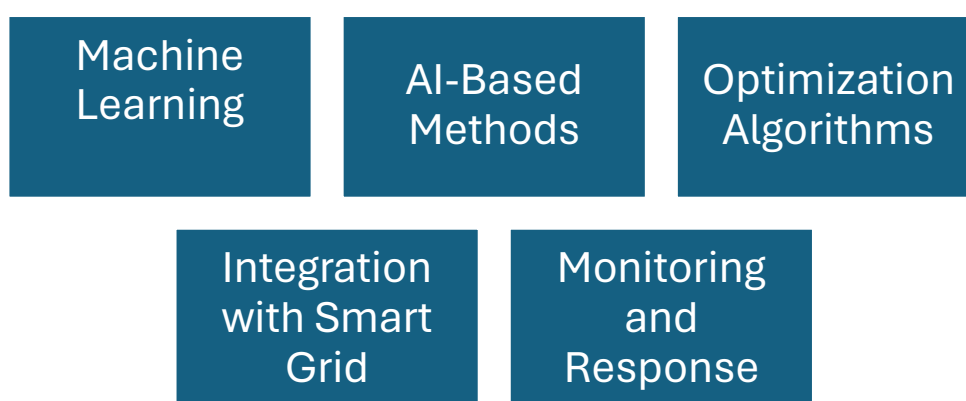 Machine
Learning
AI-Based
Methods
Optimization
Algorithms
Integration
with Smart
Grid
Monitoring
and
Response